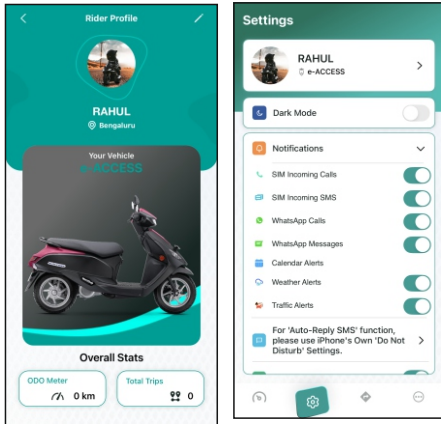 Rider Profile
RAHUL
Bengaluru
Your Vehicle
e-ACCESS
Overall Stats
ODO Meter
0 km
Total Trips
0
Settings
RAHUL
e-ACCESS
Dark Mode
Notifications
SIM Incoming Calls
SIM Incoming SMS
WhatsApp Calls
WhatsApp Messages
Calendar Alerts
Weather Alerts
Traffic Alerts
For 'Auto-Reply SMS' function,
please use iPhone's Own 'Do Not
Disturb' Settings.